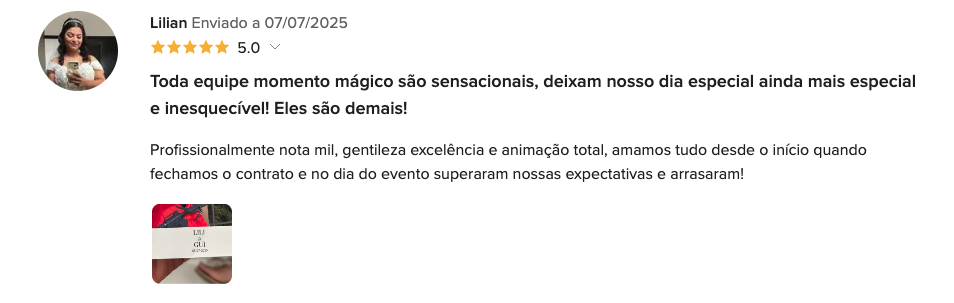 Lilian Enviado a 07/07/2025
5.0
Toda equipe momento mágico são sensacionais, deixam nosso dia especial ainda mais especial
e inesquecível! Eles são demais!
Profissionalmente nota mil, gentileza excelência e animação total, amamos tudo desde o início quando
fechamos o contrato e no dia do evento superaram nossas expectativas e arrasaram!
LILI
&
GUI